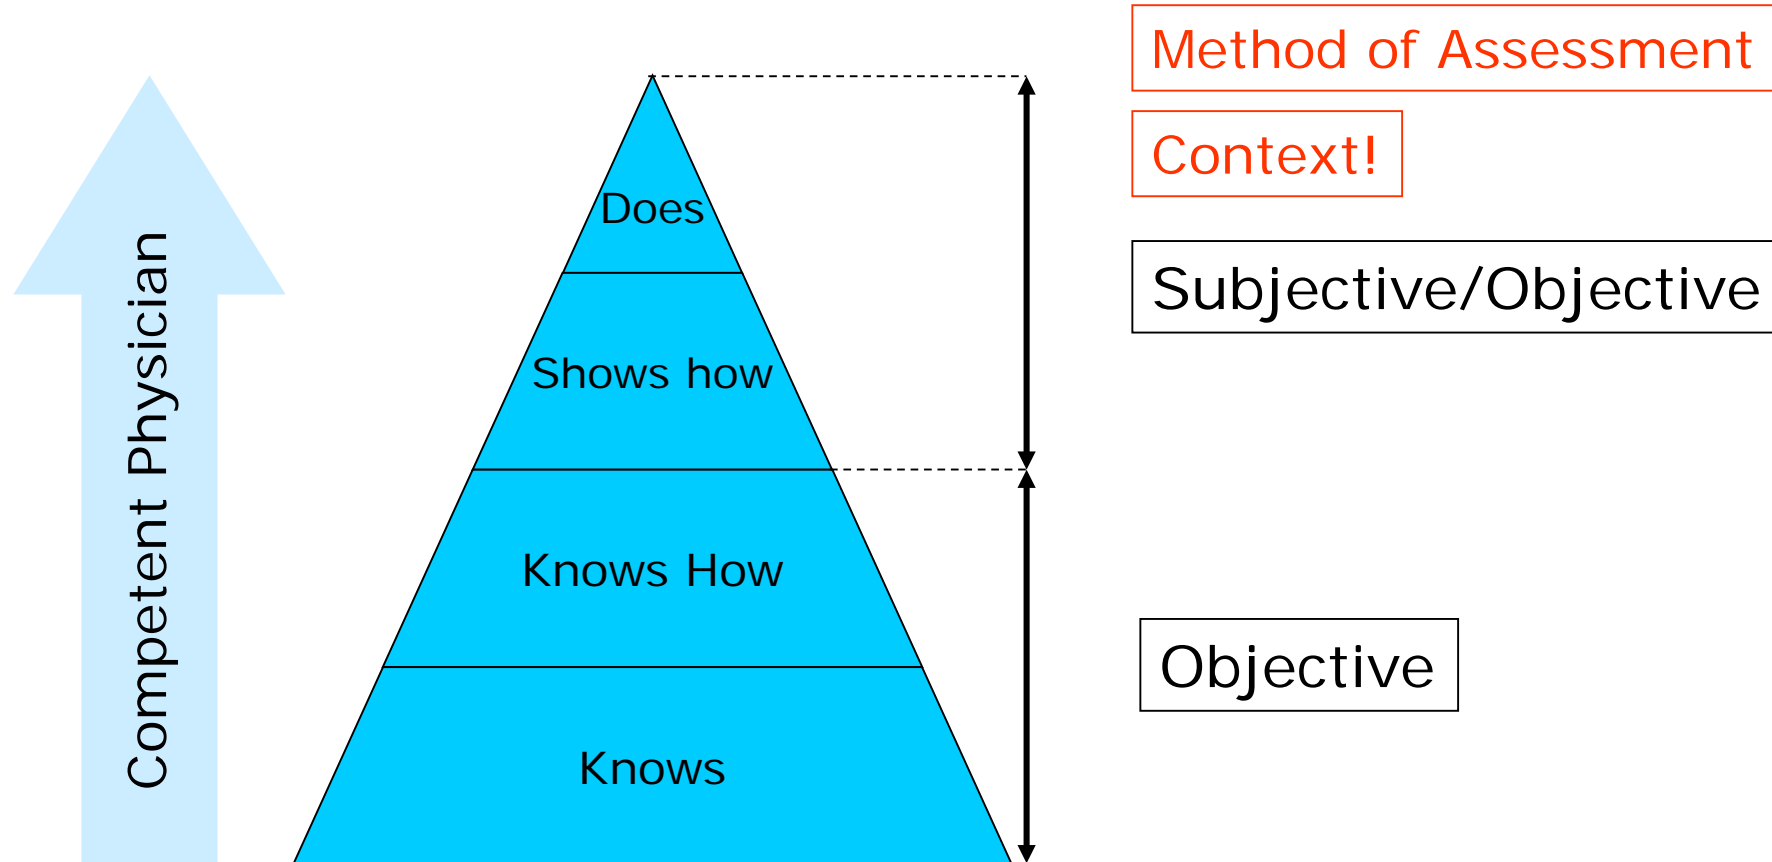 Method of Assessment
Context!
Does
Subjective/Objective
Shows how
Competent Physician
Knows How
Objective
Knows